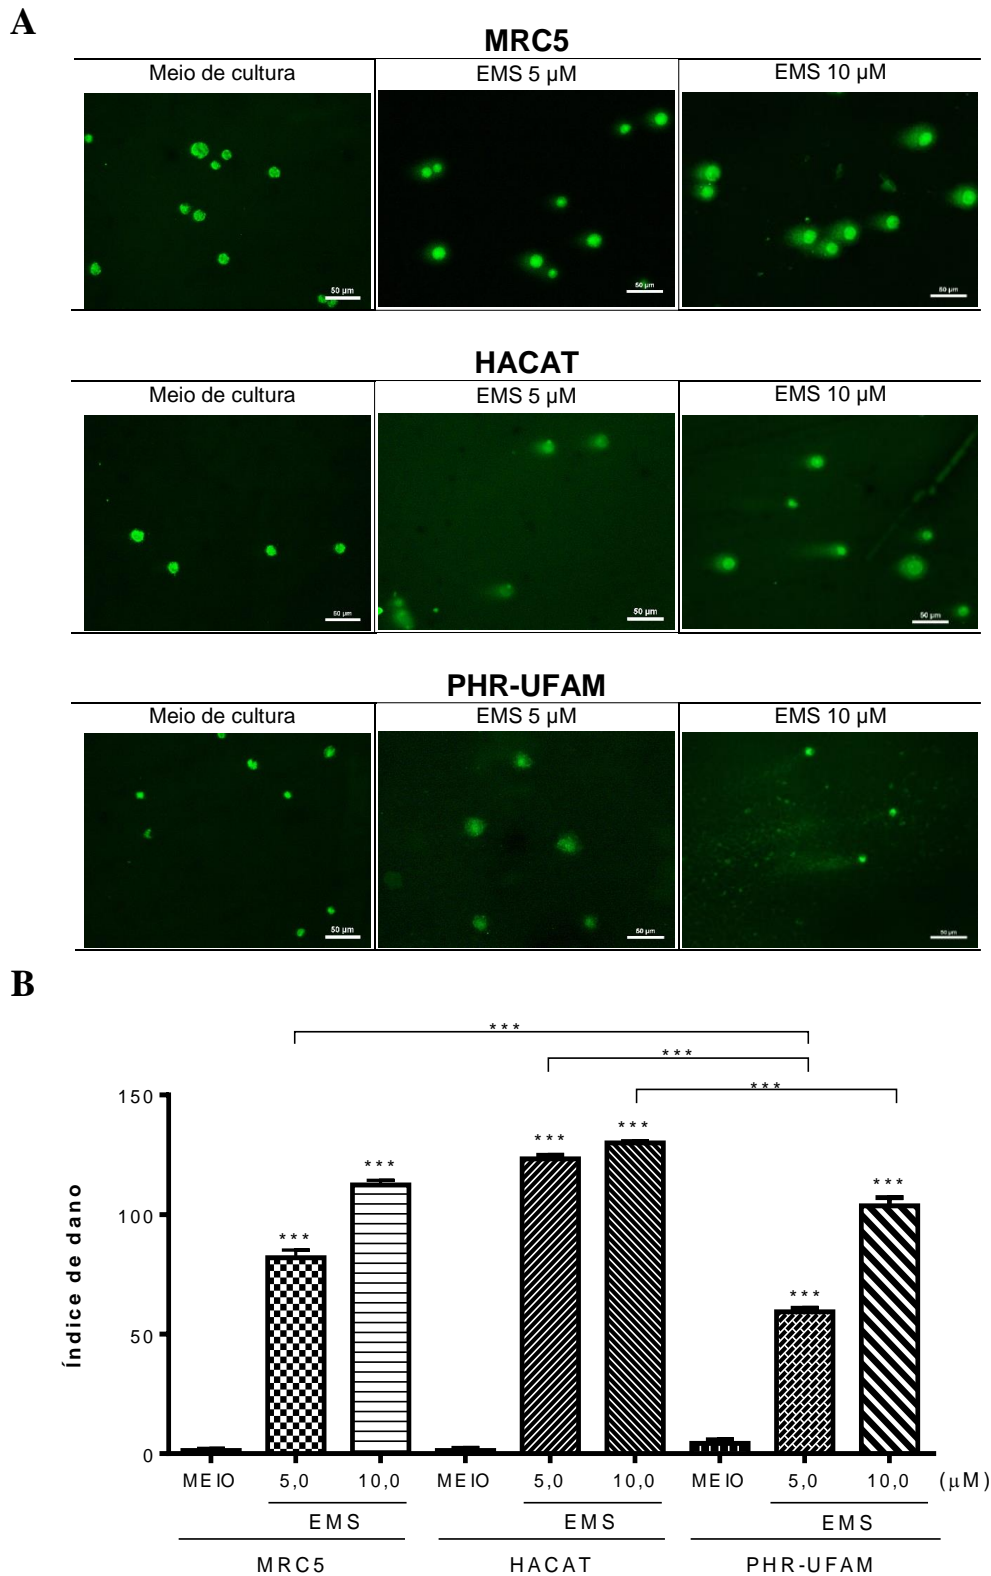 A
MRC5
Meio de cultura
EMS 5 µM
EMS 10 µM
50 µm
50 µm
50 µm
HACAT
Meio de cultura
EMS 5 µM
EMS 10 µM
50 µm
50 µm
50 µm
PHR-UFAM
Meio de cultura
EMS 5 µM
EMS 10 µM
50 µm
50 µm
50 µm
B
***
***
***
150
***
***
***
***
100
***
***
50
0
Índice de dano
MEIO 5,0 10,0 MEIO 5,0 10,0 MEIO 5,0 10,0 (µM)
EMS EMS EMS
MRC5 HACAT PHR-UFAM